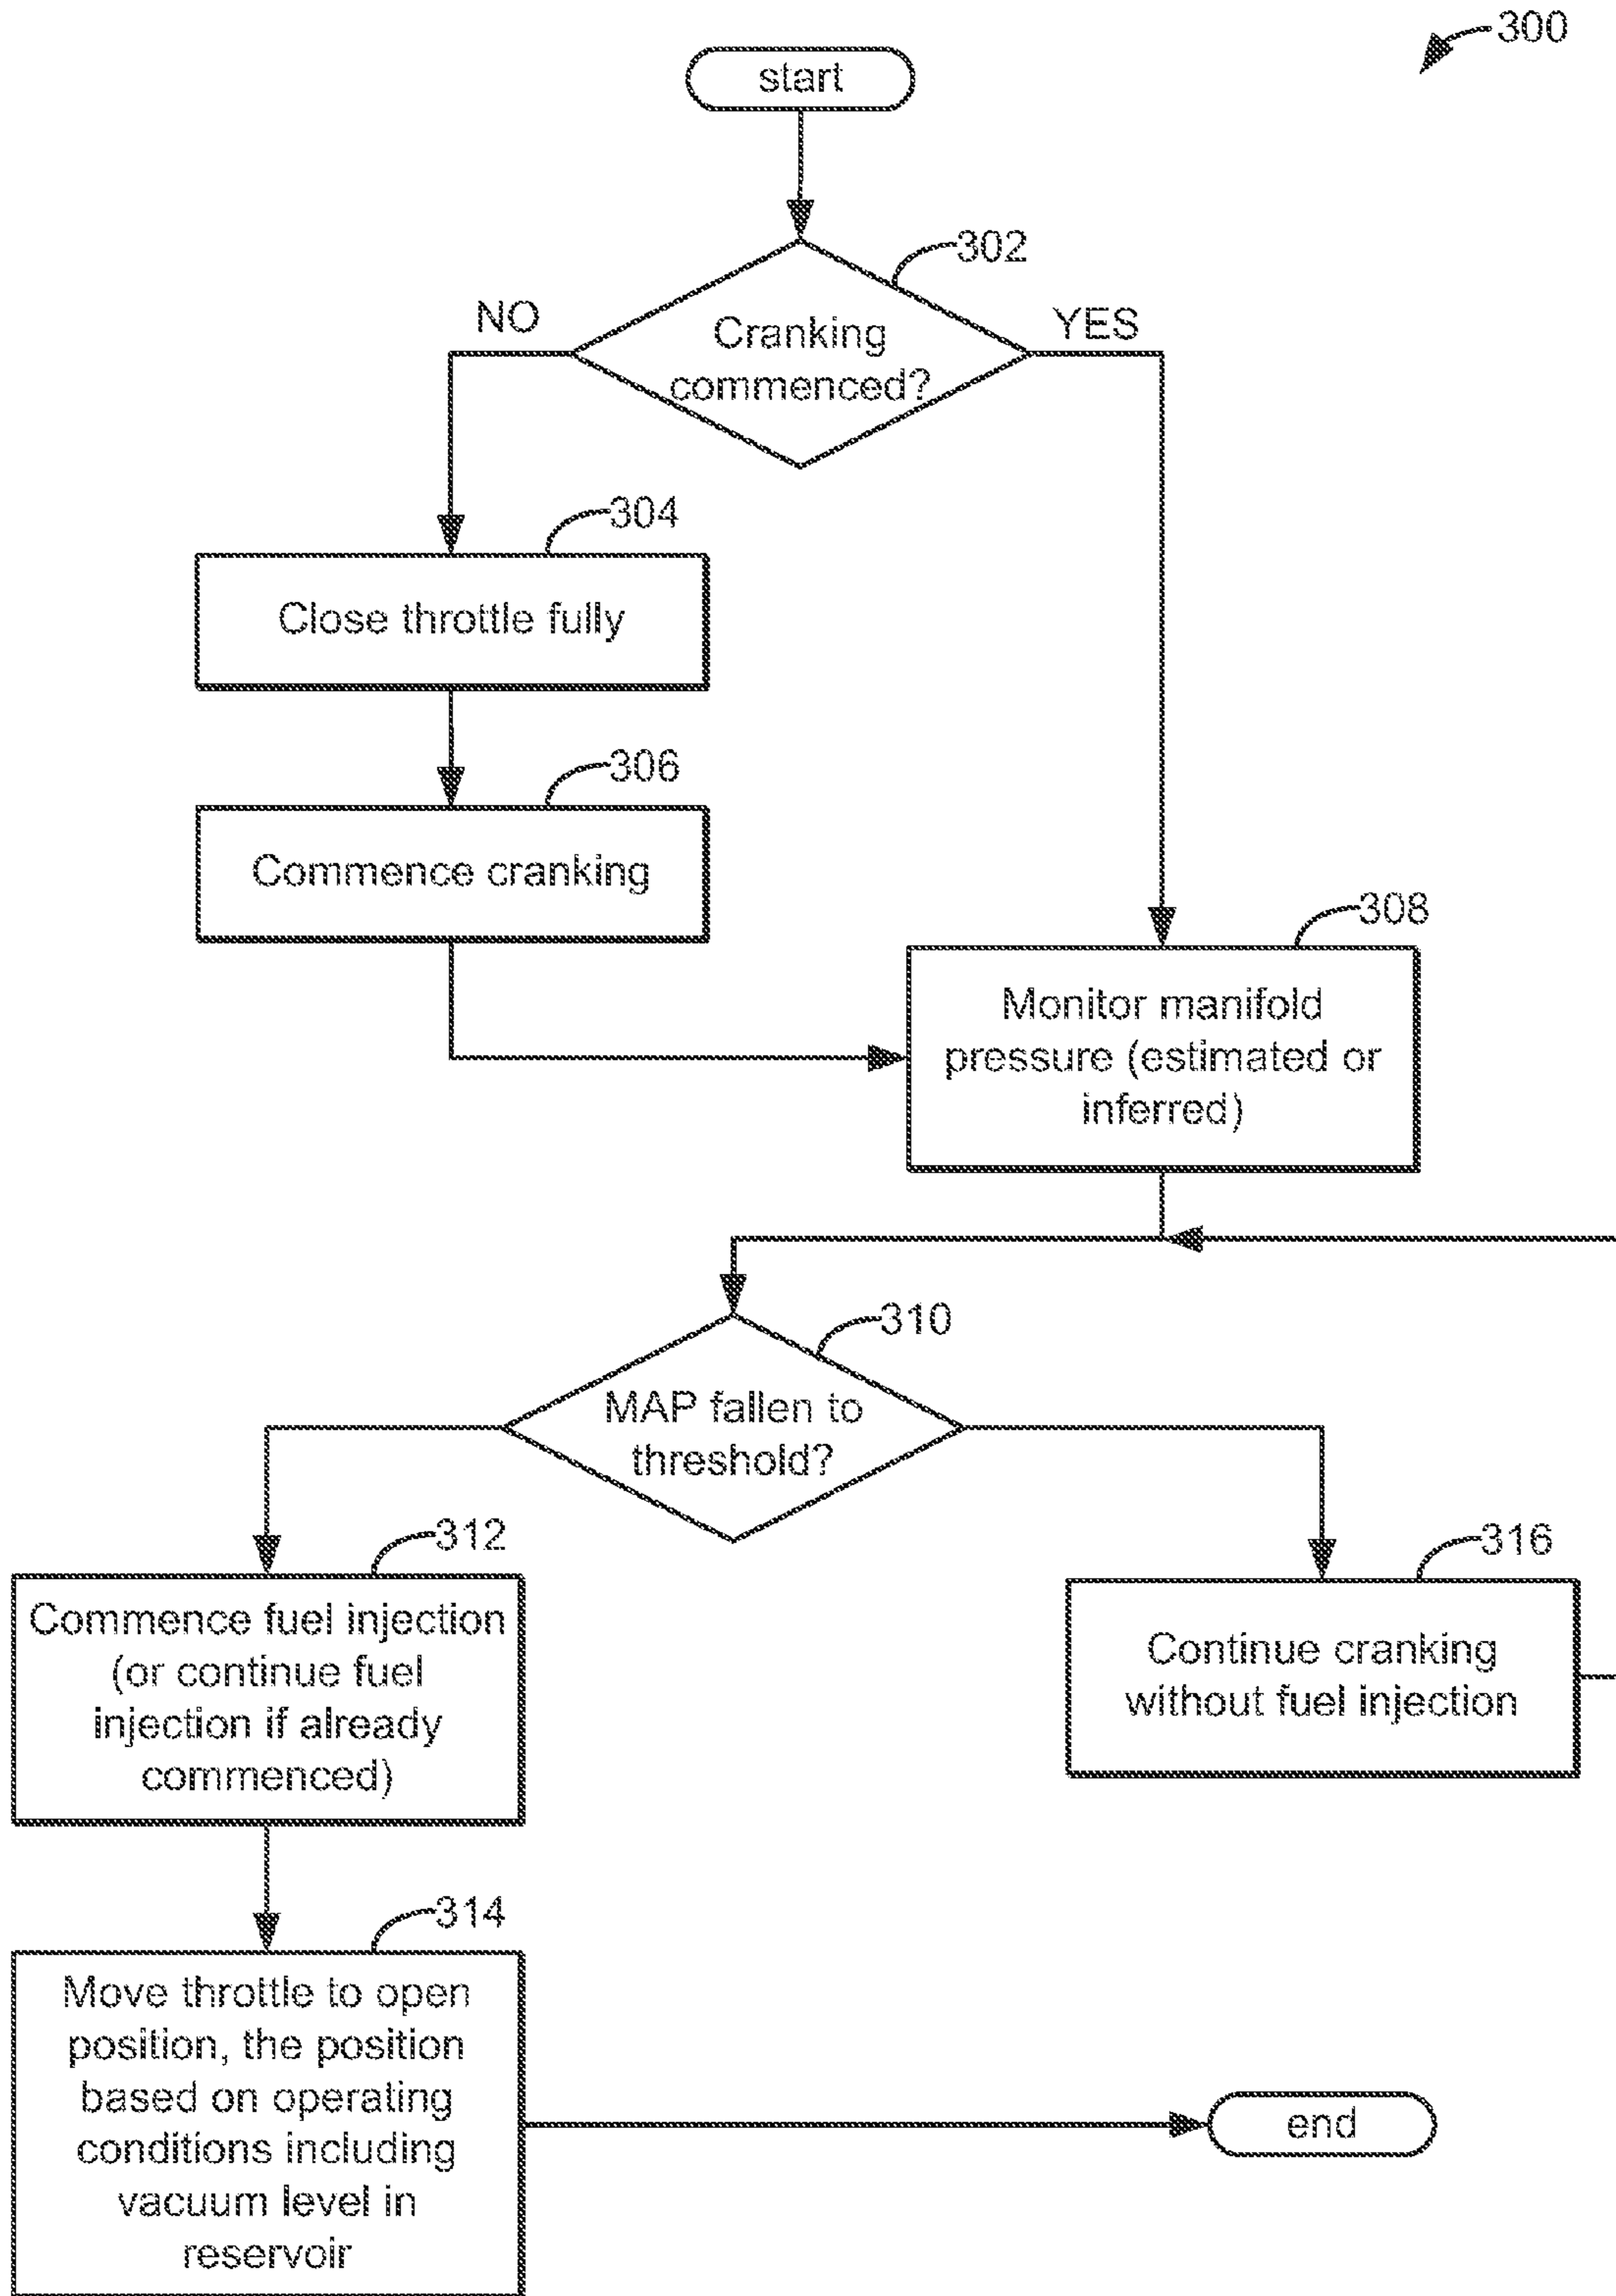 300
start
302
NO
YES
Cranking
commenced?
304
Close throttle fully
306
Commence cranking
308
Monitor manifold
pressure (estimated or
inferred)
310
MAP fallen to
threshold?
312
Commence fuel injection
(or continue fuel
injection if already
commenced)
316
Continue cranking
without fuel injection
314
Move throttle to open
position, the position
based on operating
conditions including
vacuum level in
reservoir
end